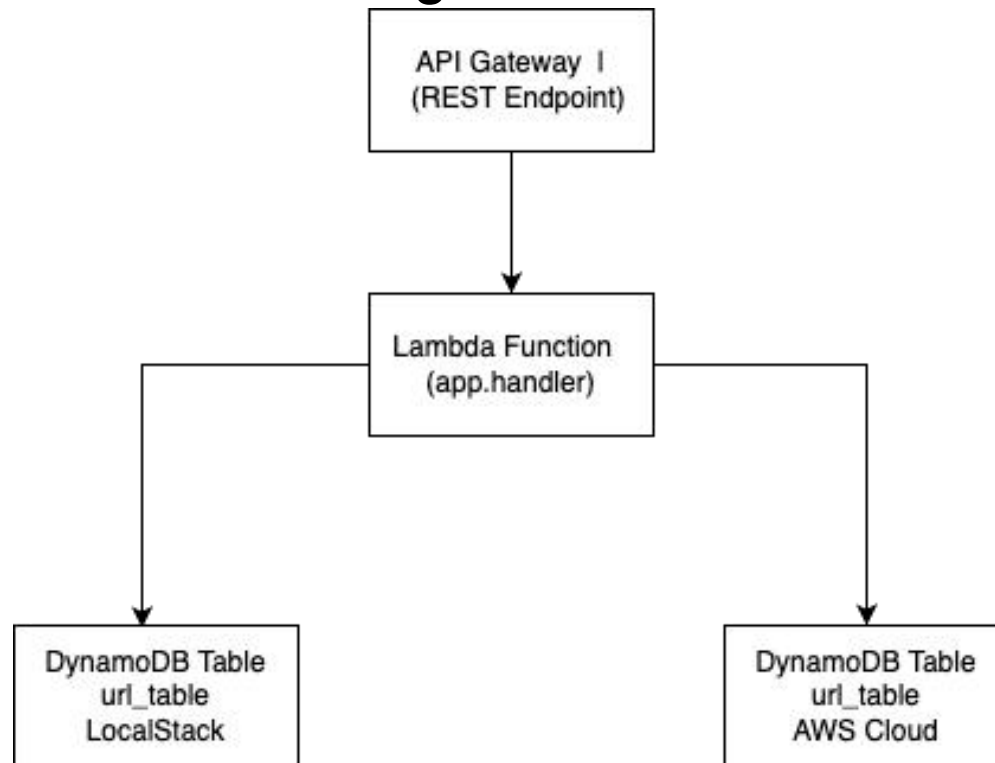 API Gateway |
(REST Endpoint)
Lambda Function
(app.handler)
DynamoDB Table
url_table
LocalStack
DynamoDB Table
url_table
AWS Cloud